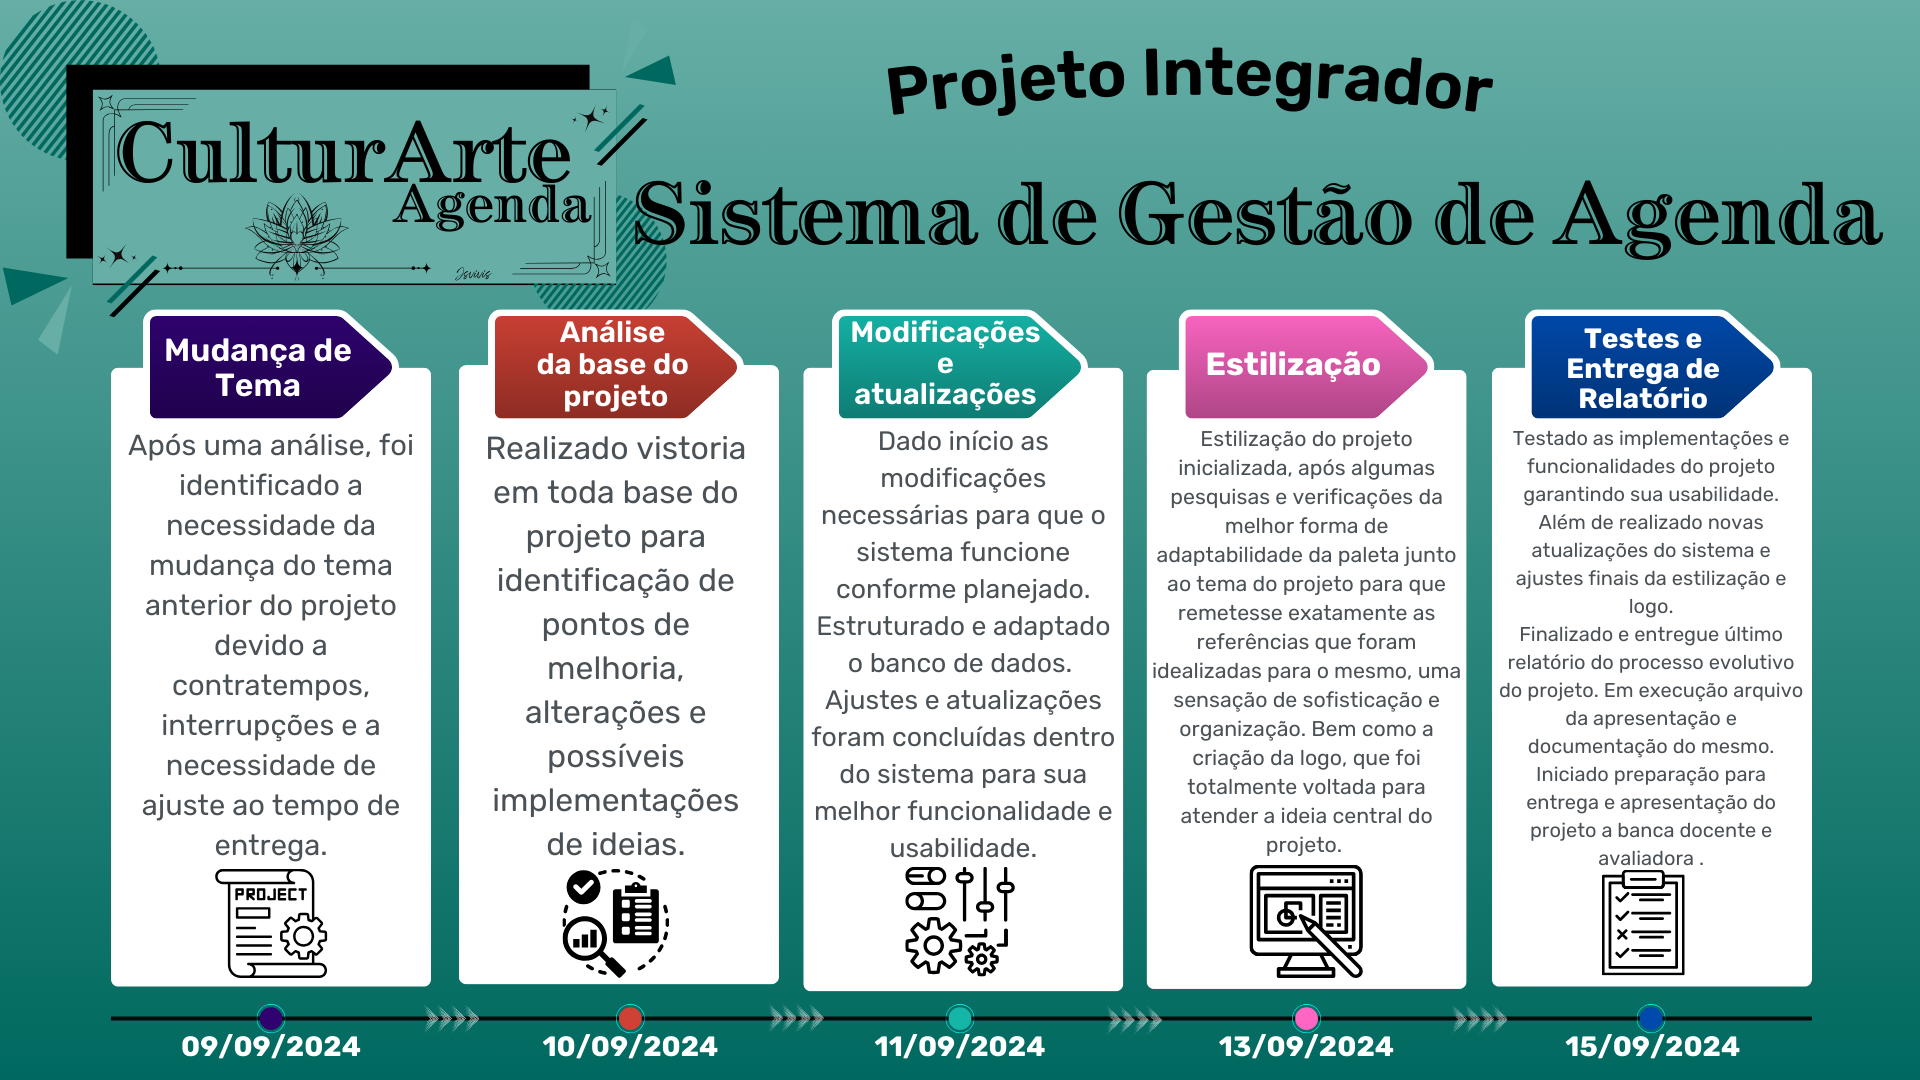 Projeto Integrador
CulturArte
Agenda
Jsvivis
Sistema de Gestão de Agenda
Mudança de
Tema
Após uma análise, foi
identificado a
necessidade da
mudança do tema
anterior do projeto
devido a
contratempos,
interrupções e a
necessidade de
ajuste ao tempo de
entrega.
PROJECT
09/09/2024
Análise
da base do
projeto
Realizado vistoria
em toda base do
projeto para
identificação de
pontos de
melhoria,
alterações e
possíveis
implementações
de ideias.
10/09/2024
Modificações
e
atualizações
Dado início as
modificações
necessárias para que o
sistema funcione
conforme planejado.
Estruturado e adaptado
o banco de dados.
Ajustes e atualizações
foram concluídas dentro
do sistema para sua
melhor funcionalidade e
usabilidade.
11/09/2024
Estilização
Estilização do projeto
inicializada, após algumas
pesquisas e verificações da
melhor forma de
adaptabilidade da paleta junto
ao tema do projeto para que
remetesse exatamente as
referências que foram
idealizadas para o mesmo, uma
sensação de sofisticação e
organização. Bem como a
criação da logo, que foi
totalmente voltada para
atender a ideia central do
projeto.
13/09/2024
Testes e
Entrega de
Relatório
Testado as implementações e
funcionalidades do projeto
garantindo sua usabilidade.
Além de realizado novas
atualizações do sistema e
ajustes finais da estilização e
logo.
Finalizado e entregue último
relatório do processo evolutivo
do projeto. Em execução arquivo
da apresentação e
documentação do mesmo.
Iniciado preparação para
entrega e apresentação do
projeto a banca docente e
avaliadora .
15/09/2024